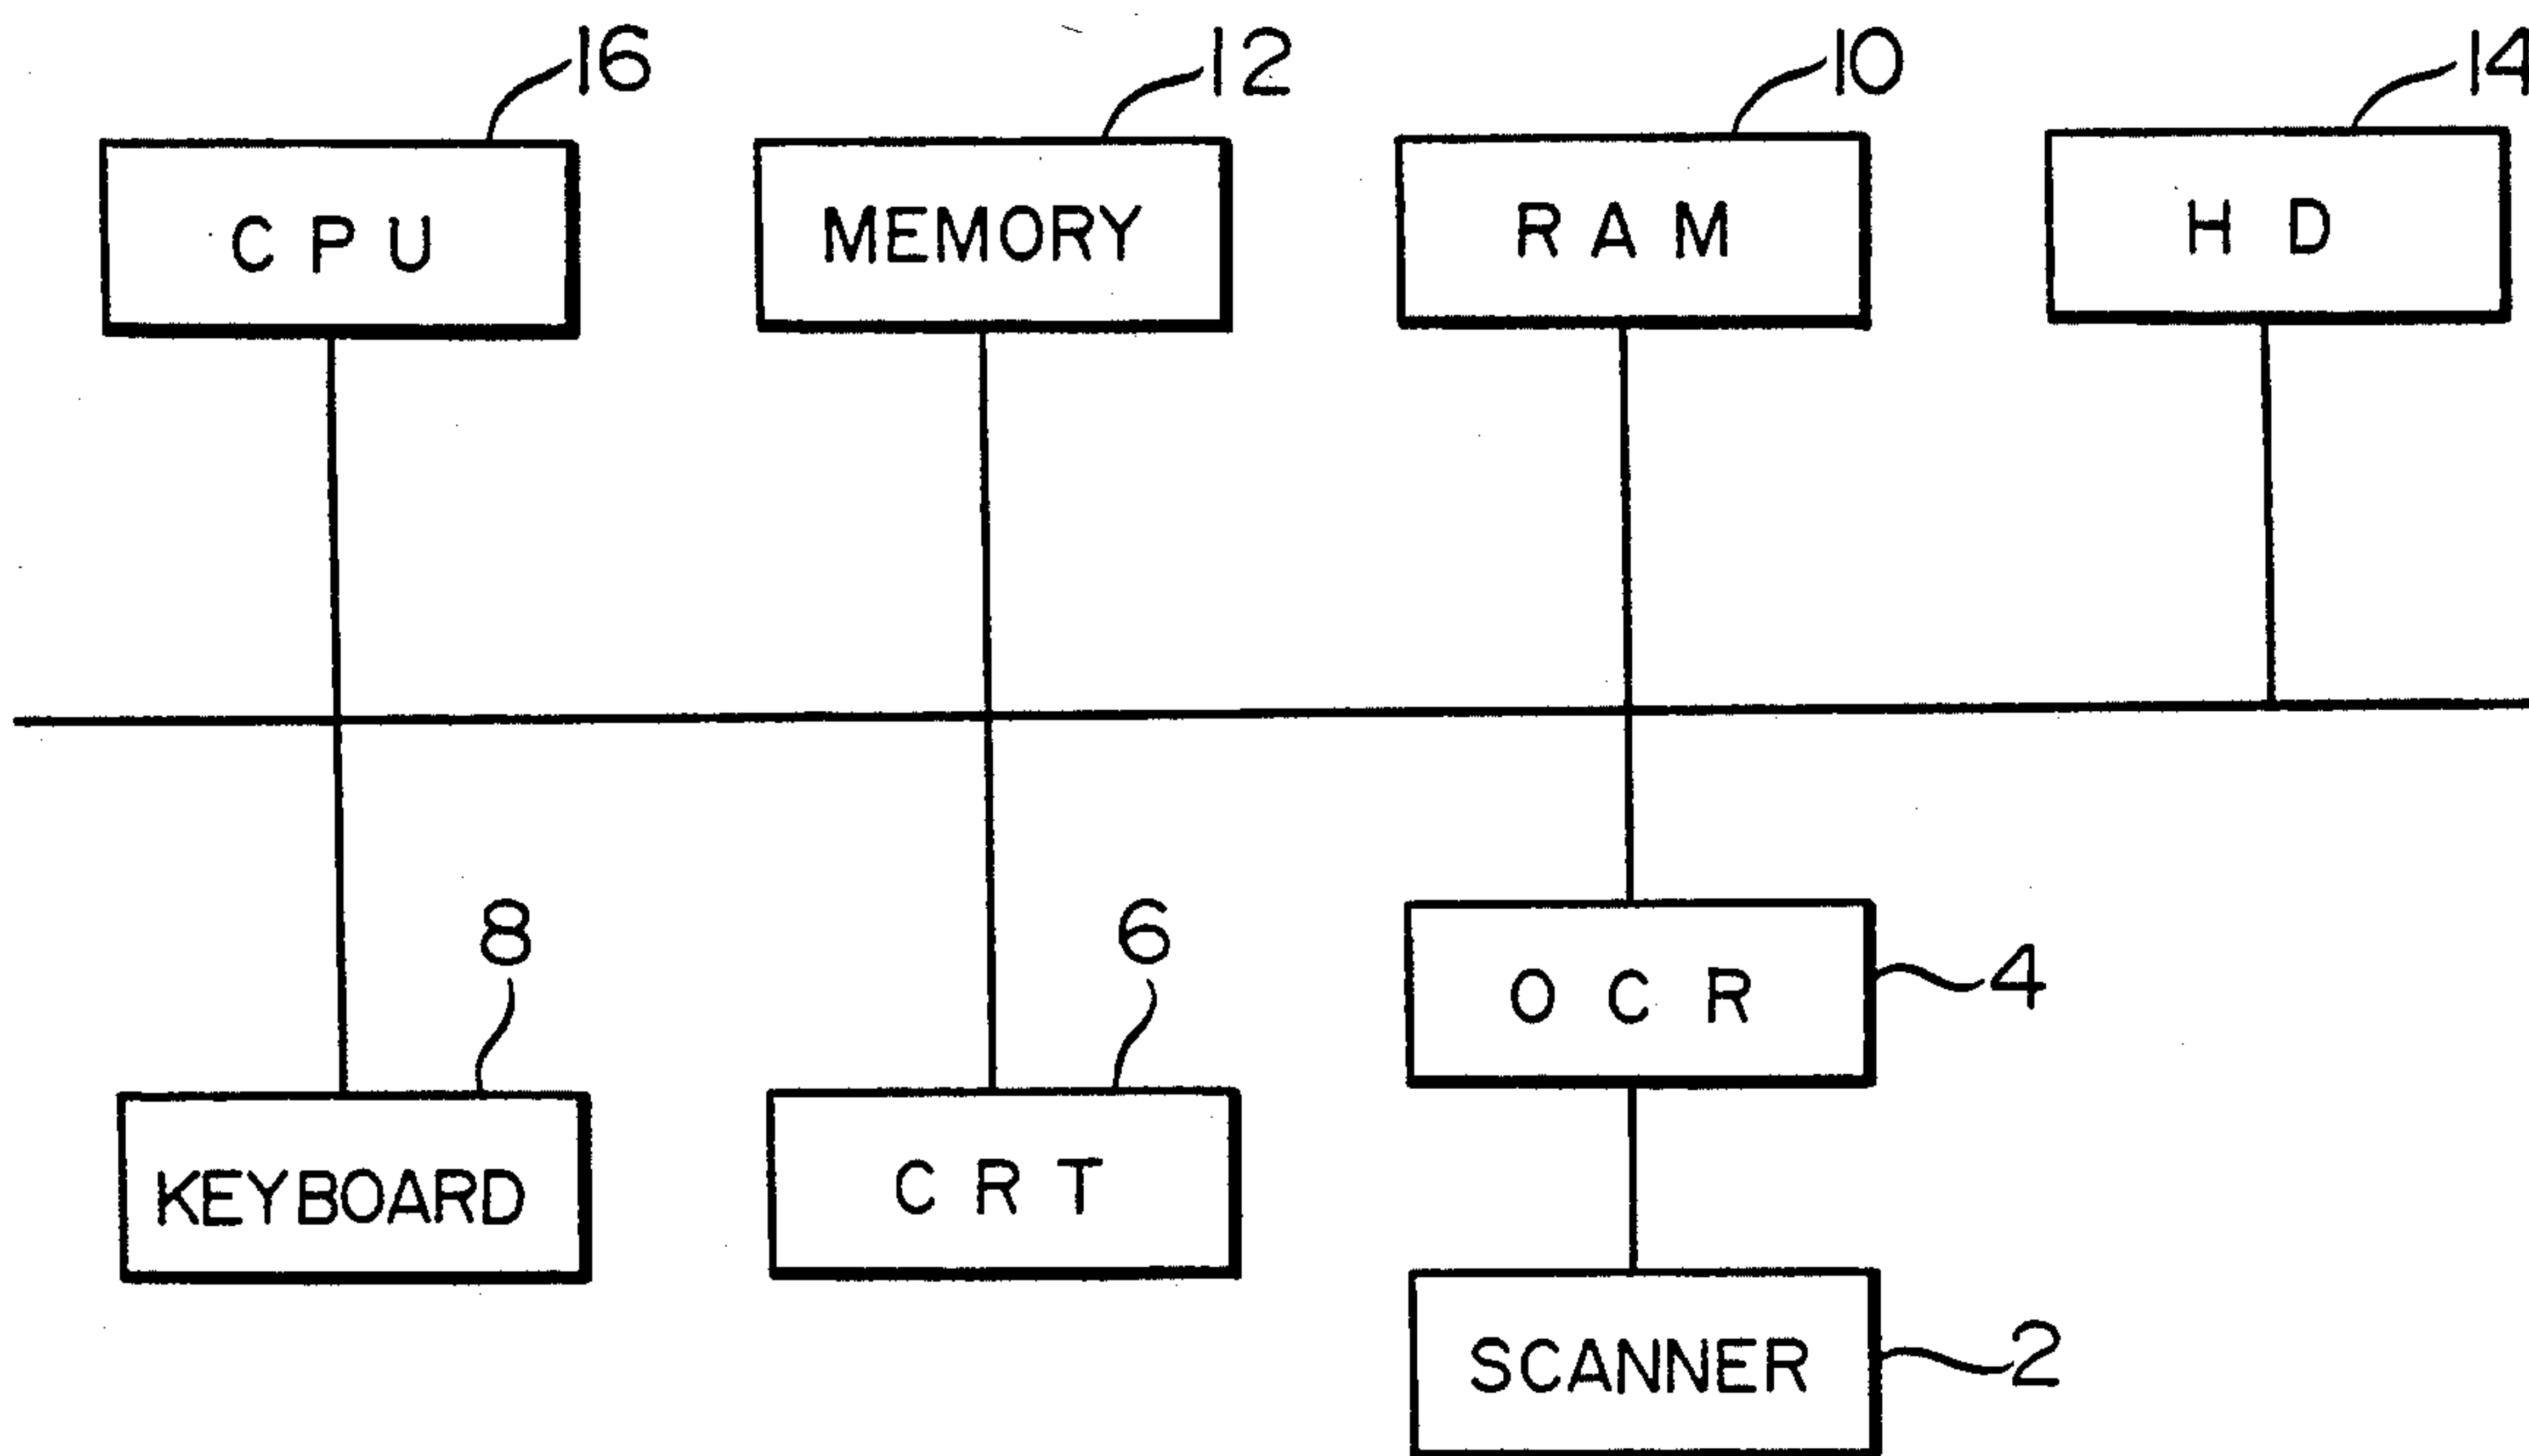 16 12 10 14
CPU MEMORY RAM HD
8 6
OCR 4
KEYBOARD CRT
SCANNER 2